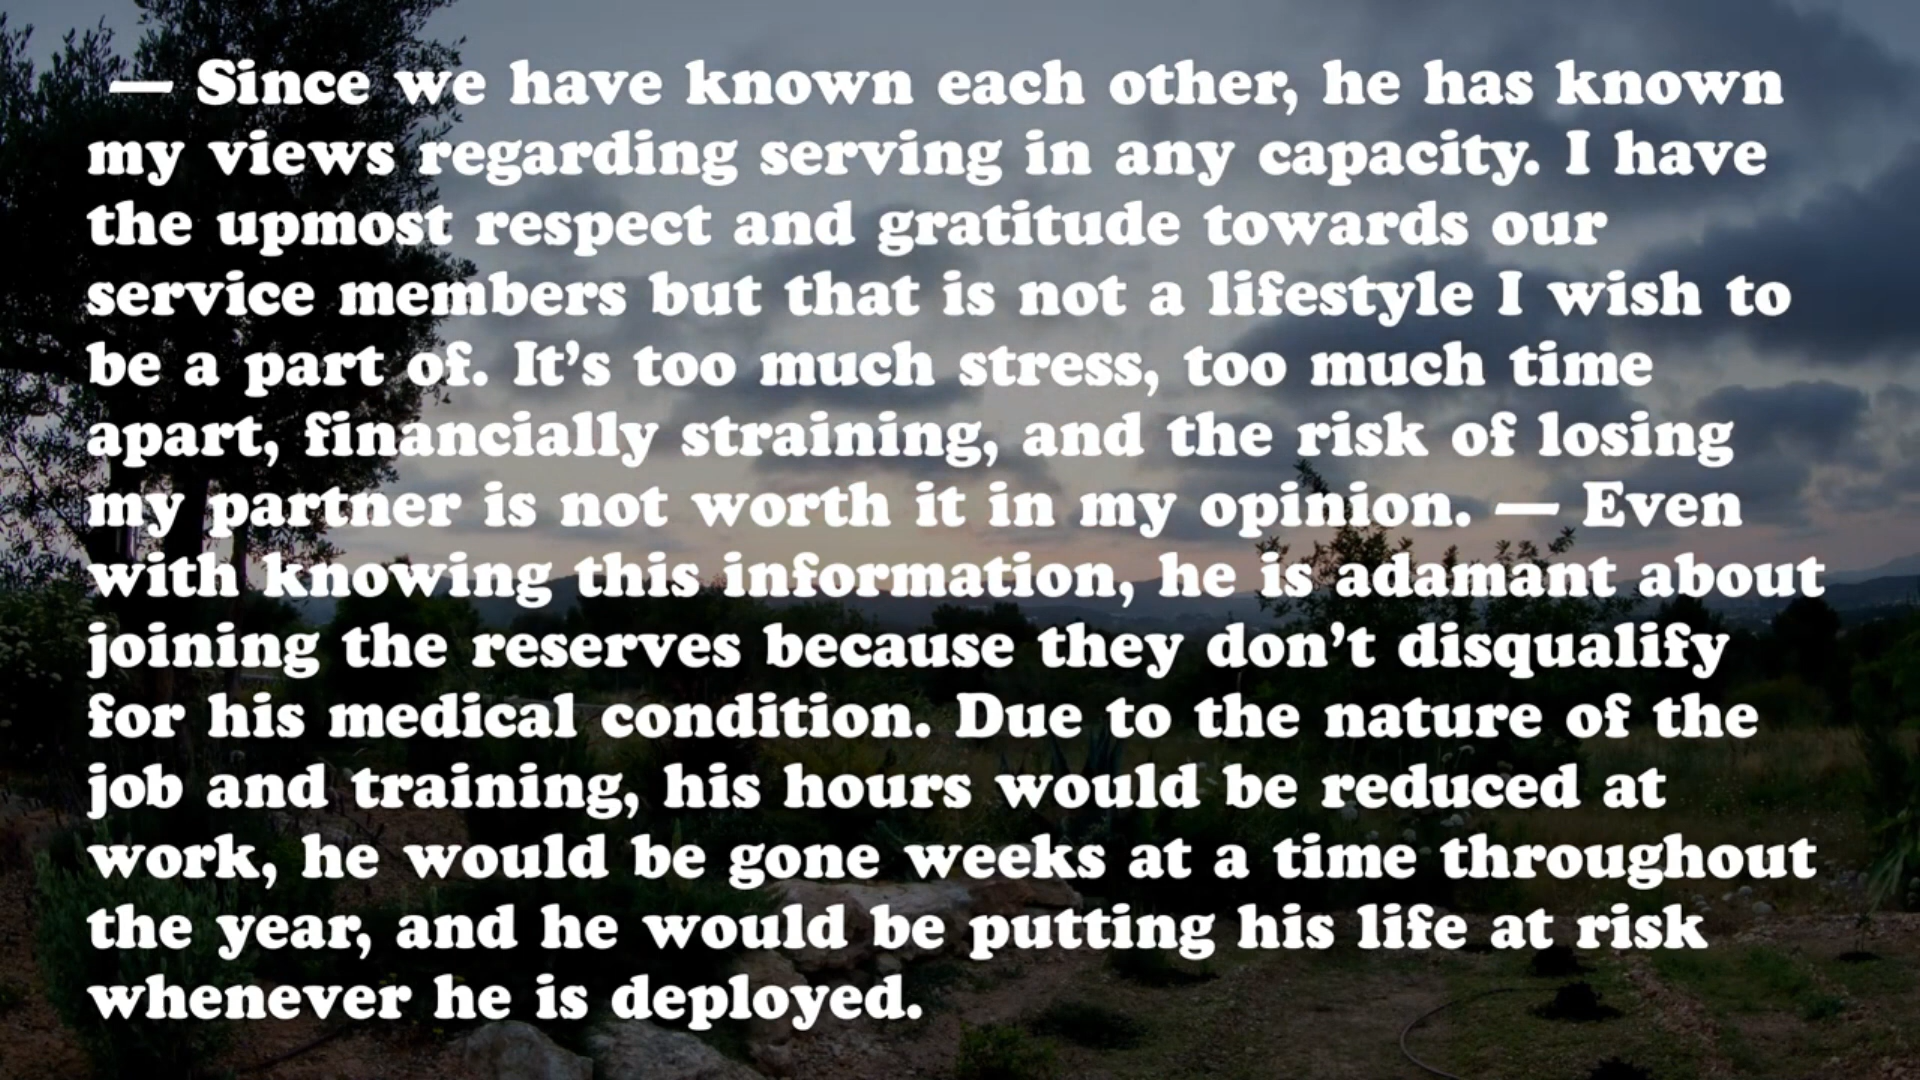 — Since we have known each other, he has known
my views regarding serving in any capacity. I have
the upmost respect and gratitude towards our
service members but that is not a lifestyle I wish to
be a part of. It’s too much stress, too much time
apart, financially straining, and the risk of losing
my partner is not worth it in my opinion. — Even
with knowing this information, he is adamant about
joining the reserves because they don’t disqualify
for his medical condition. Due to the nature of the
job and training, his hours would be reduced at
work, he would be gone weeks at a time throughout
the year, and he would be putting his life at risk
whenever he is deployed.